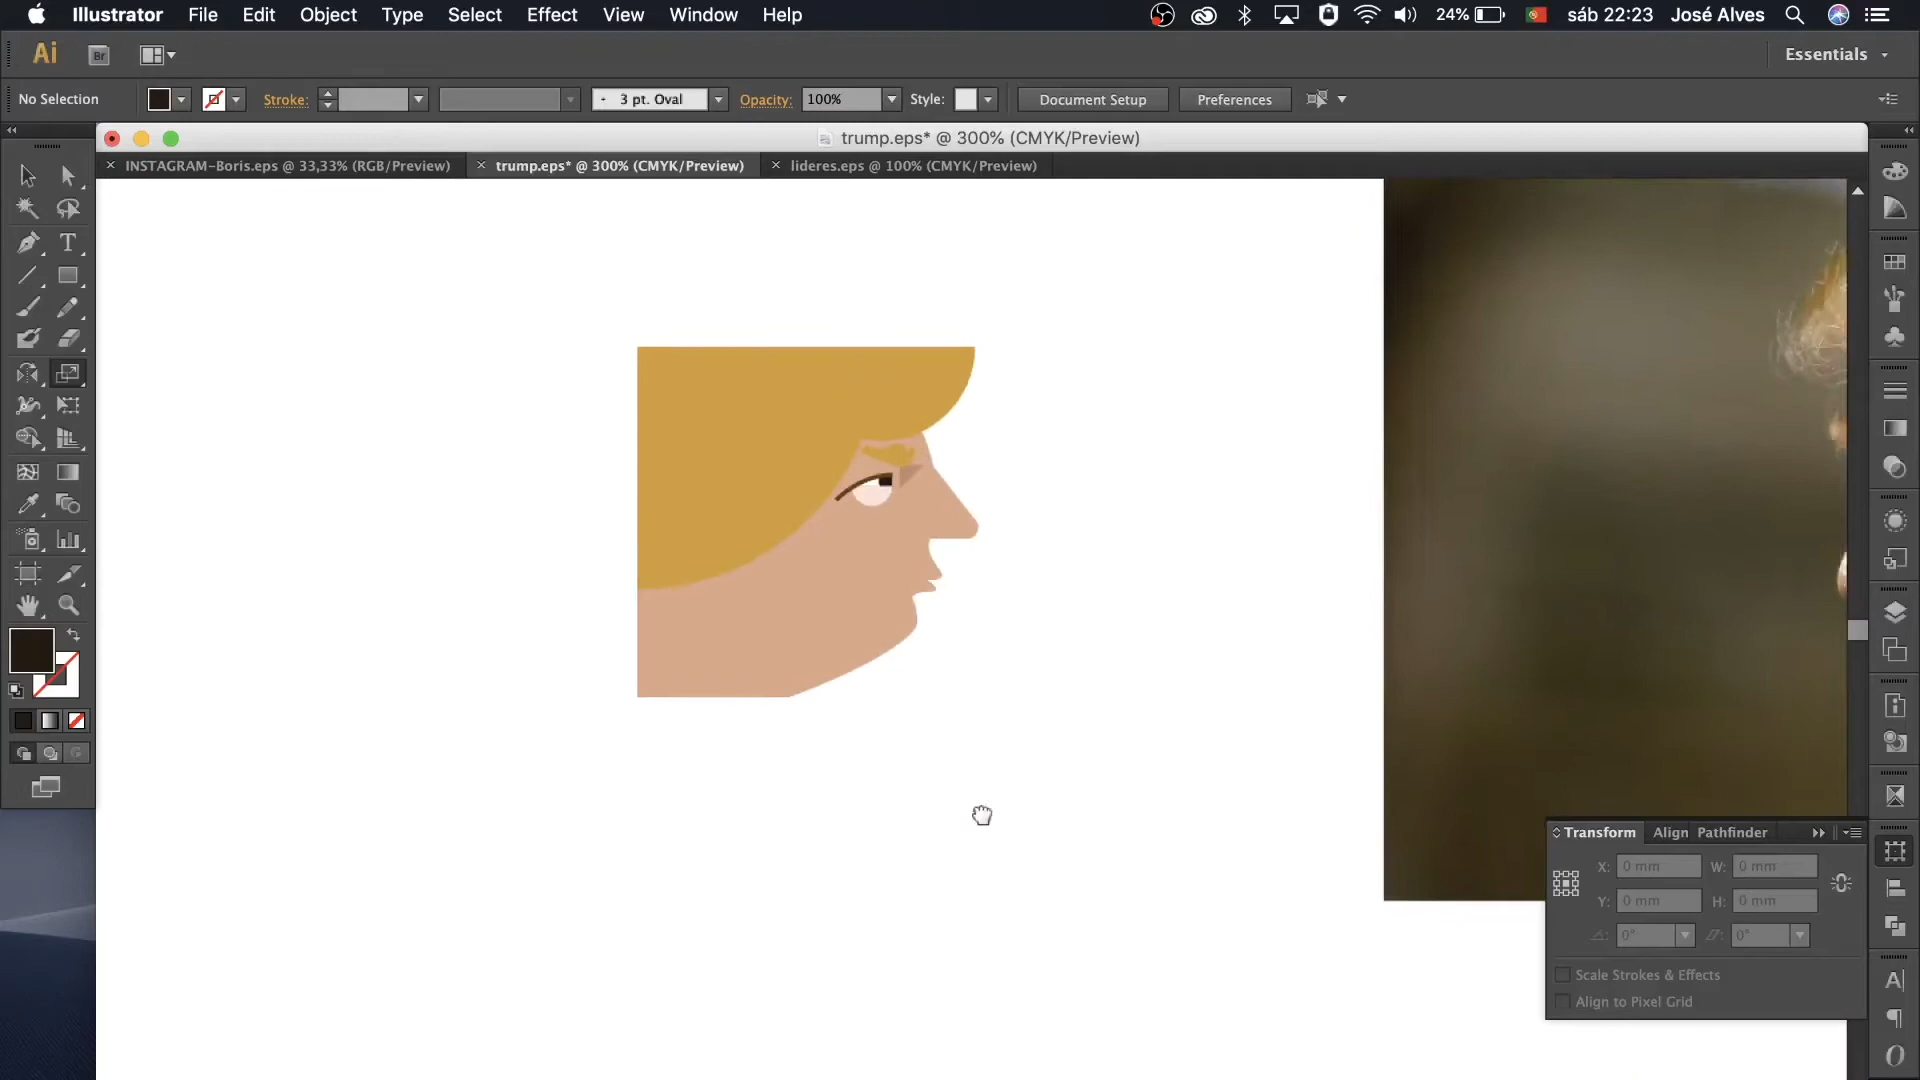 Illustrator File Edit Object Type Select Effect View Window Help 24% sáb 22:23 José Alves
Ai Br Essentials
No Selection Stroke: 3 pt. Oval Opacity: 100% Style: Document Setup Preferences
trump.eps* @ 300% (CMYK/Preview)
INSTAGRAM-Boris.eps @ 33,33% (RGB/Preview) trump.eps* @ 300% (CMYK/Preview) lideres.eps @ 100% (CMYK/Preview)
Transform Align Pathfinder
X: 0 mm W: 0 mm
Y: 0 mm H: 0 mm
0° 0°
Scale Strokes & Effects
Align to Pixel Grid